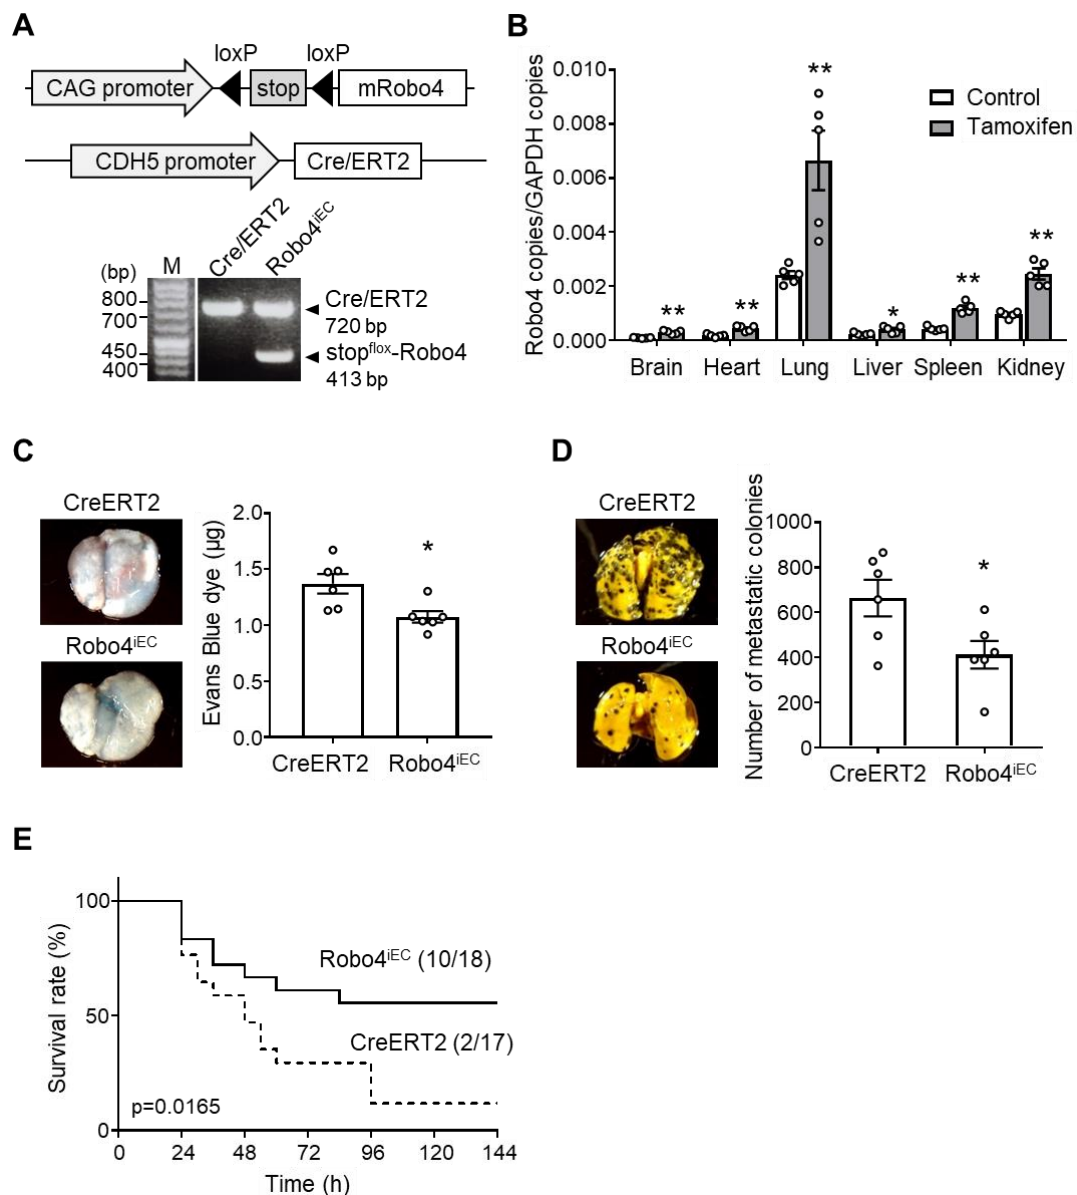 A
loxP loxP
CAG promoter stop mRobo4
CDH5 promoter Cre/ERT2
(bp) M Cre/ERT2 Robo4iEC
800
700
450
400
Cre/ERT2
720 bp
stopflox-Robo4
413 bp
B
Robo4 copies/GAPDH copies
0.010
0.008
0.006
0.004
0.002
0.000
** ** ** * ** **
Control
Tamoxifen
Brain Heart Lung Liver Spleen Kidney
C
CreERT2
Robo4iEC
Evans Blue dye (μg)
2.0
1.5
1.0
0.5
0.0
*
CreERT2 Robo4iEC
D
CreERT2
Robo4iEC
Number of metastatic colonies
1000
800
600
400
200
0
*
CreERT2 Robo4iEC
E
Survival rate (%)
100
50
0
Robo4iEC (10/18)
CreERT2 (2/17)
p=0.0165
0 24 48 72 96 120 144
Time (h)